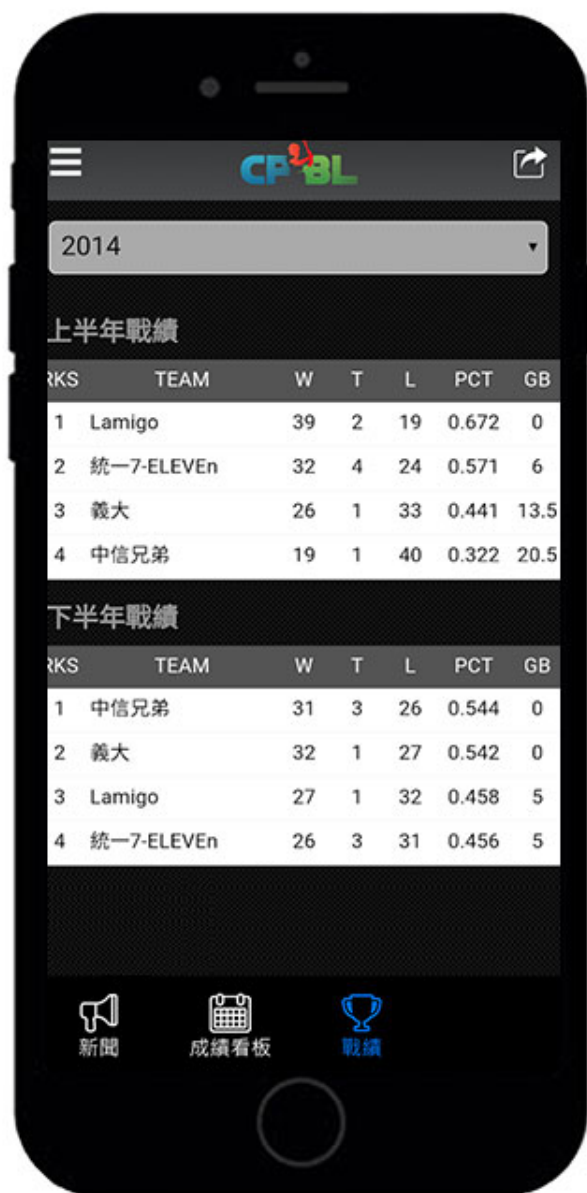 CPBL
2014
上半年戰績
RKS TEAM W T L PCT GB
1 Lamigo 39 2 19 0.672 0
2 統一7-ELEVEn 32 4 24 0.571 6
3 義大 26 1 33 0.441 13.5
4 中信兄弟 19 1 40 0.322 20.5
下半年戰績
RKS TEAM W T L PCT GB
1 中信兄弟 31 3 26 0.544 0
2 義大 32 1 27 0.542 0
3 Lamigo 27 1 32 0.458 5
4 統一7-ELEVEn 26 3 31 0.456 5
新聞 成績看板 戰績